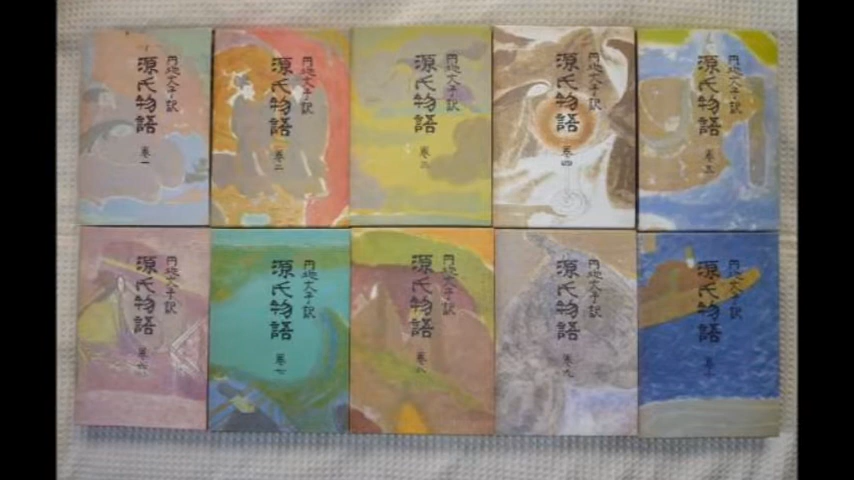 円地文子訳
源氏物語
巻一
円地文子訳
源氏物語
巻二
円地文子訳
源氏物語
巻三
円地文子訳
源氏物語
巻四
円地文子訳
源氏物語
巻五
円地文子訳
源氏物語
巻六
円地文子訳
源氏物語
巻七
円地文子訳
源氏物語
巻八
円地文子訳
源氏物語
巻九
円地文子訳
源氏物語
巻十